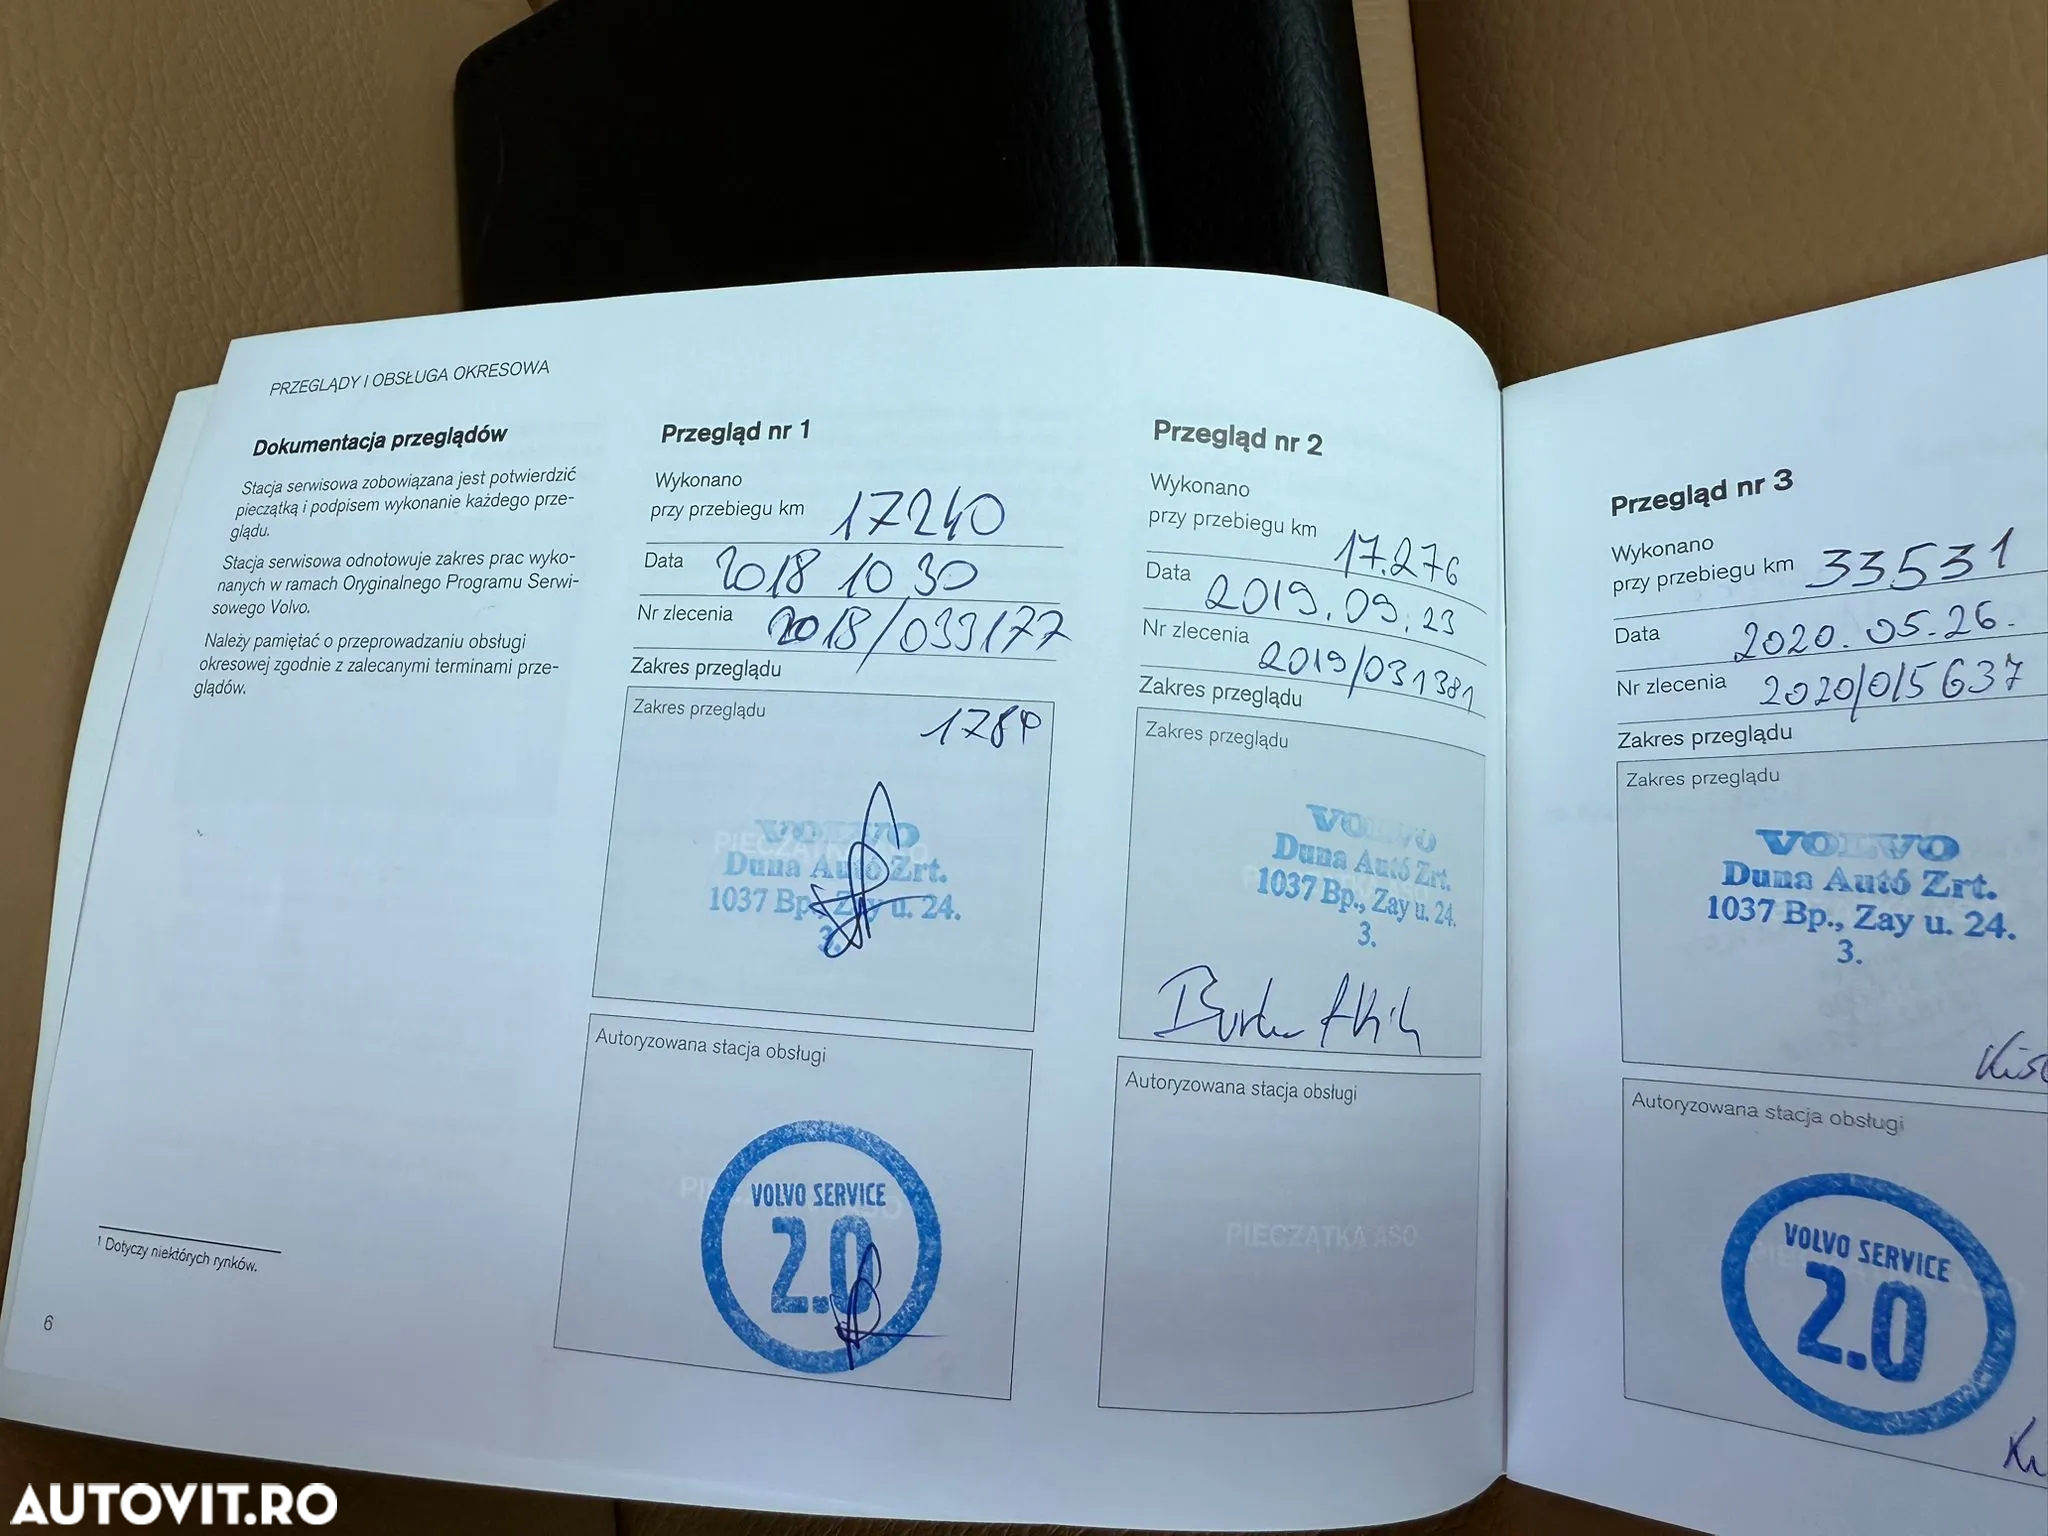 PRZEGLĄDY I OBSŁUGA OKRESOWA
Dokumentacja przeglądów
Stacja serwisowa zobowiązana jest potwierdzić
pieczątką i podpisem wykonanie każdego prze-
glądu.
Stacja serwisowa odnotowuje zakres prac wyko-
nanych w ramach Oryginalnego Programu Serwi-
sowego Volvo.
Należy pamiętać o przeprowadzaniu obsługi
okresowej zgodnie z zalecanymi terminami prze-
glądów.
1 Dotyczy niektórych rynków.
6
Przegląd nr 1
Wykonano
przy przebiegu km 17240
Data 2018 10 30
Nr zlecenia 2018/033177
Zakres przeglądu
Zakres przeglądu
VOLVO
Duna Autó Zrt.
1037 Bp., Zay u. 24.
3.
Autoryzowana stacja obsługi
VOLVO SERVICE
2.0
Przegląd nr 2
Wykonano
przy przebiegu km 17.276
Data 2019.09.23
Nr zlecenia 2019/031381
Zakres przeglądu
Zakres przeglądu
VOLVO
Duna Autó Zrt.
1037 Bp., Zay u. 24.
3.
Autoryzowana stacja obsługi
PIECZĄTKA ASO
Przegląd nr 3
Wykonano
przy przebiegu km 33531
Data 2020.05.26.
Nr zlecenia 2020/015637
Zakres przeglądu
Zakres przeglądu
VOLVO
Duna Autó Zrt.
1037 Bp., Zay u. 24.
3.
Autoryzowana stacja obsługi
VOLVO SERVICE
2.0
AUTOVIT.RO